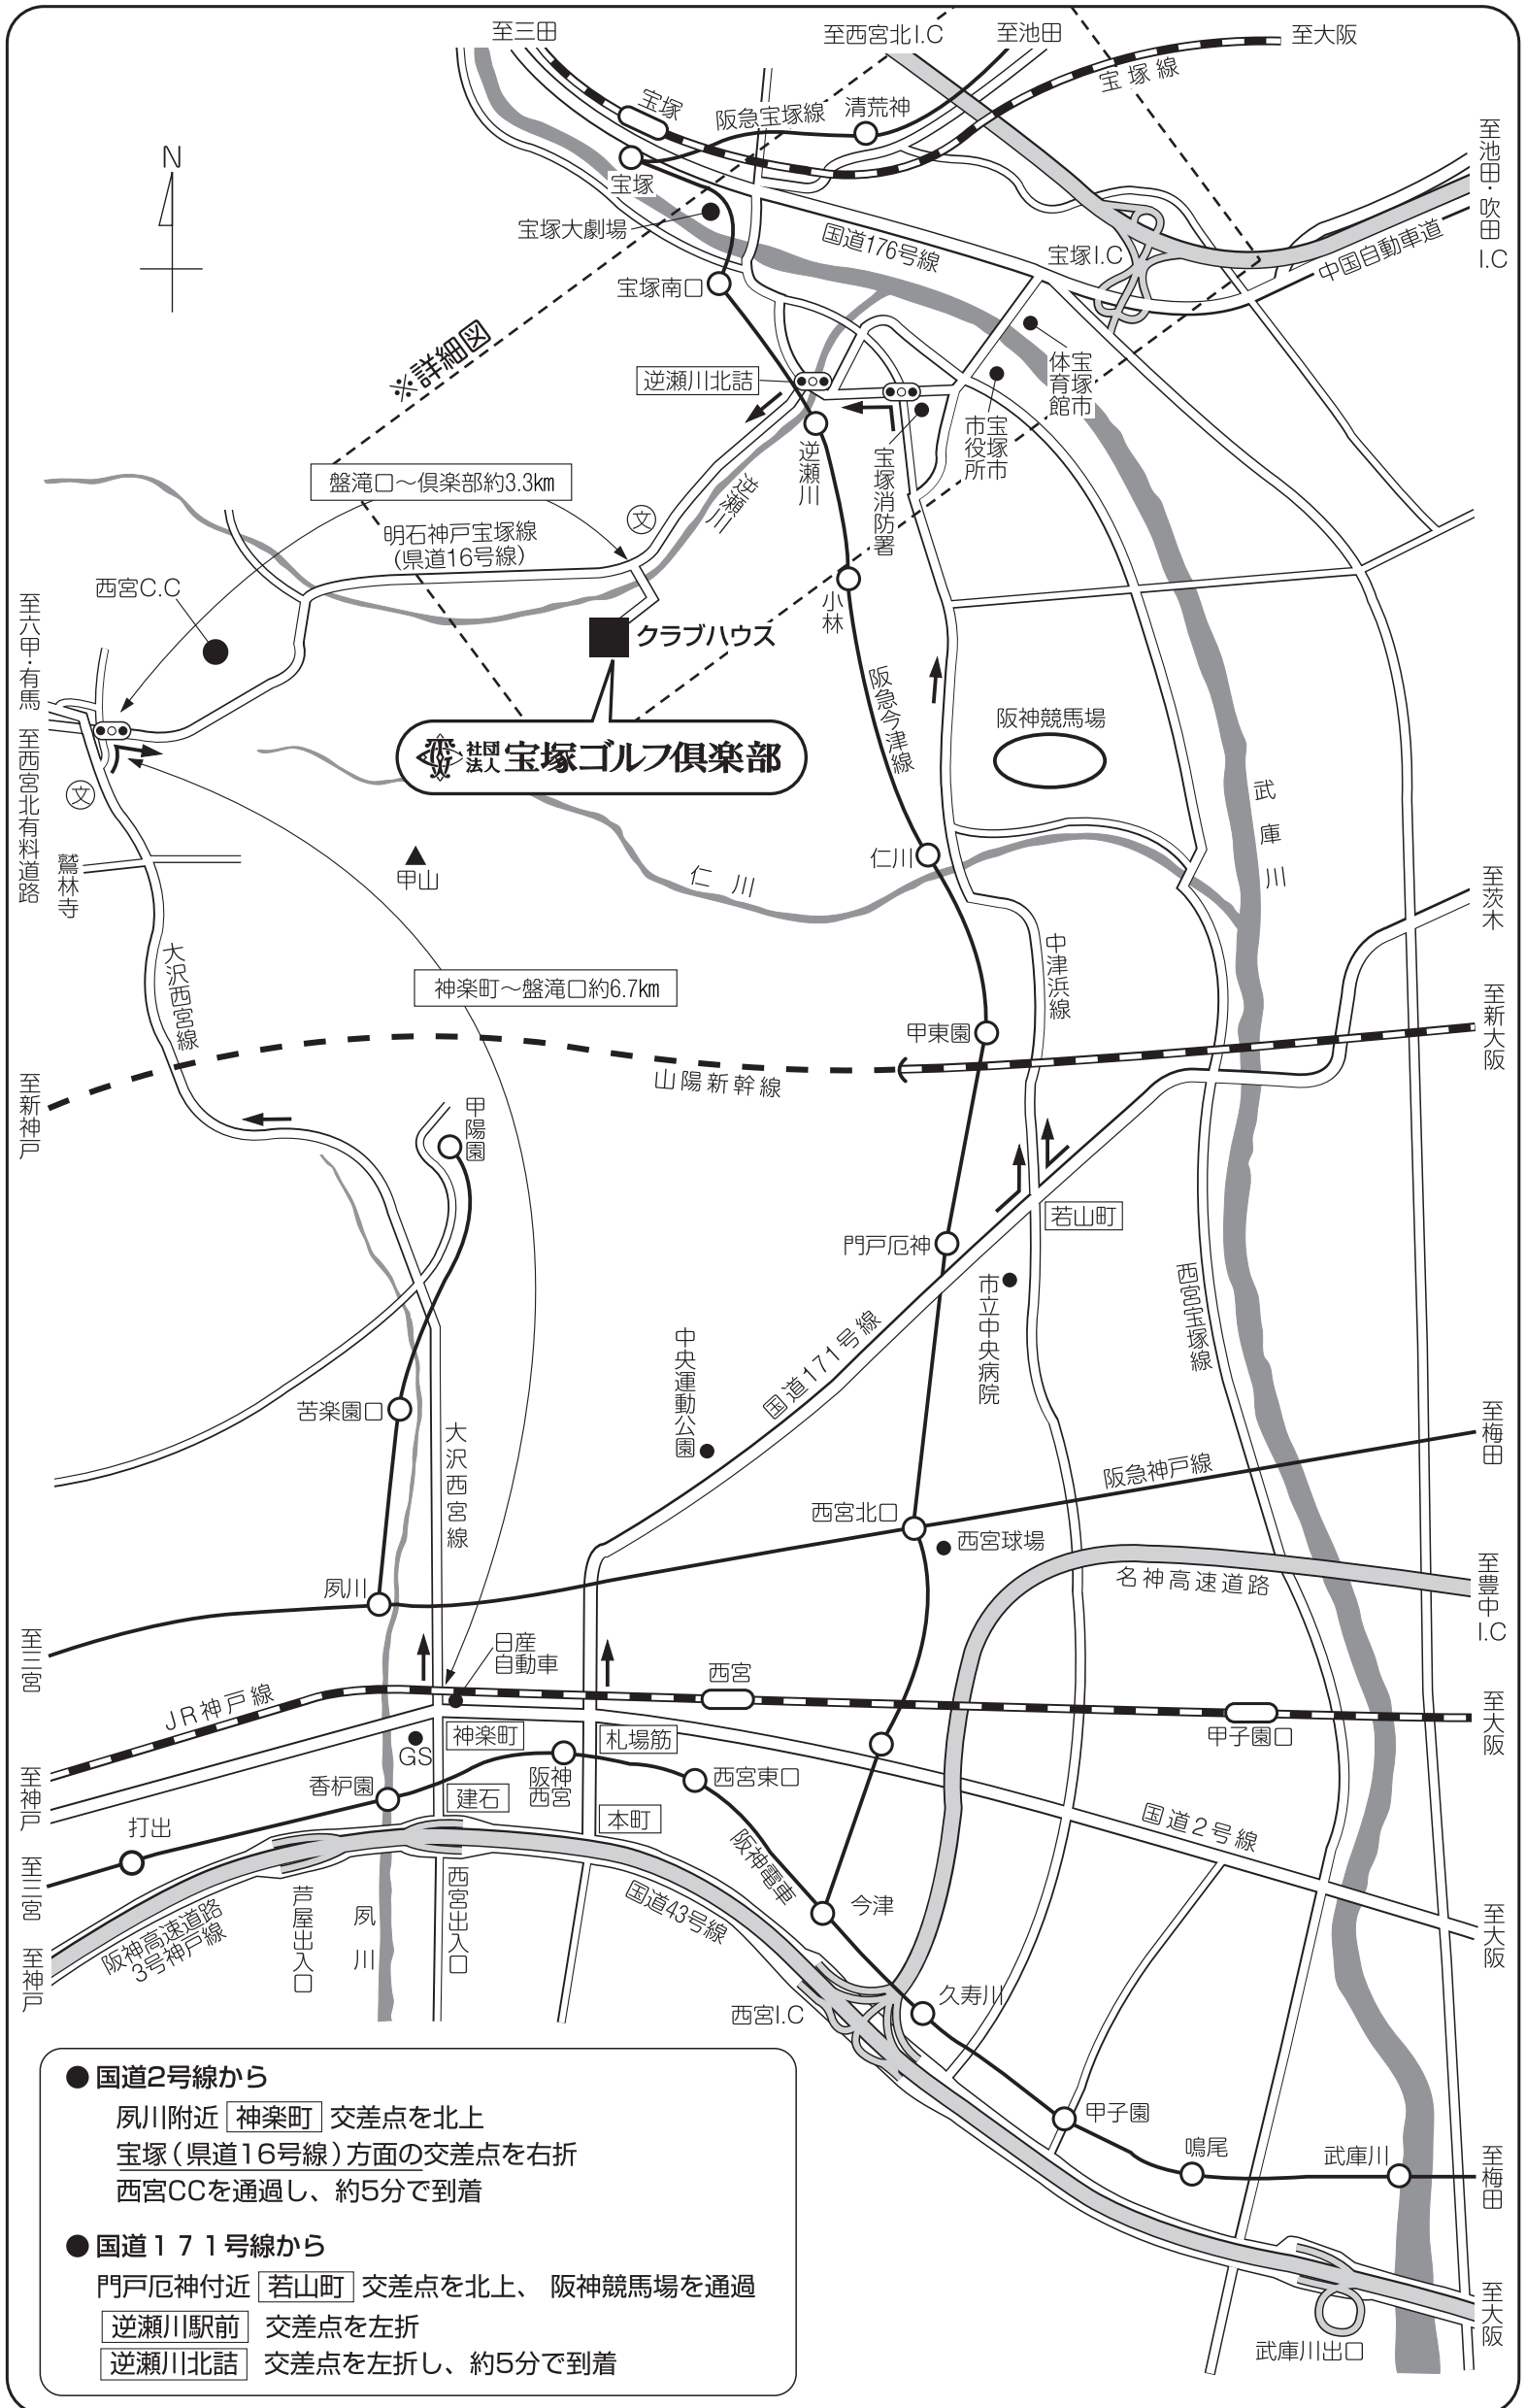 至三田
至西宮北I.C
至池田
至大阪
宝塚線
宝塚
阪急宝塚線
清荒神
至池田・吹田I.C
N
宝塚
宝塚大劇場
国道176号線
宝塚I.C
中国自動車道
宝塚南口
※詳細図
逆瀬川北詰
宝塚市
体育館
宝塚市
市役所
逆瀬川
宝塚消防署
盤滝口〜倶楽部約3.3km
逆瀬川
文
明石神戸宝塚線
(県道16号線)
西宮C.C
小林
至六甲・有馬
クラブハウス
阪急今津線
阪神競馬場
社団
法人
宝塚ゴルフ倶楽部
至西宮北有料道路
文
武庫川
鷲林寺
甲山
仁川
仁川
至茨木
大沢西宮線
神楽町〜盤滝口約6.7km
中津浜線
至新大阪
甲東園
山陽新幹線
至新神戸
甲陽園
若山町
門戸厄神
市立中央病院
西宮宝塚線
国道171号線
中央運動公園
苦楽園口
大沢西宮線
至梅田
阪急神戸線
西宮北口
西宮球場
名神高速道路
至豊中I.C
夙川
至三宮
日産
自動車
西宮
JR神戸線
神楽町
札場筋
甲子園口
至大阪
GS
阪神
西宮
西宮東口
香枦園
建石
本町
至神戸
打出
国道2号線
阪神電車
至三宮
西宮出入口
芦屋出入口
夙川
今津
国道43号線
至大阪
阪神高速道路
3号神戸線
至神戸
西宮I.C
久寿川
甲子園
鳴尾
武庫川
至梅田
至大阪
武庫川出口
●国道2号線から
夙川附近 神楽町 交差点を北上
宝塚(県道16号線)方面の交差点を右折
西宮CCを通過し、約5分で到着
●国道171号線から
門戸厄神付近 若山町 交差点を北上、阪神競馬場を通過
逆瀬川駅前 交差点を左折
逆瀬川北詰 交差点を左折し、約5分で到着